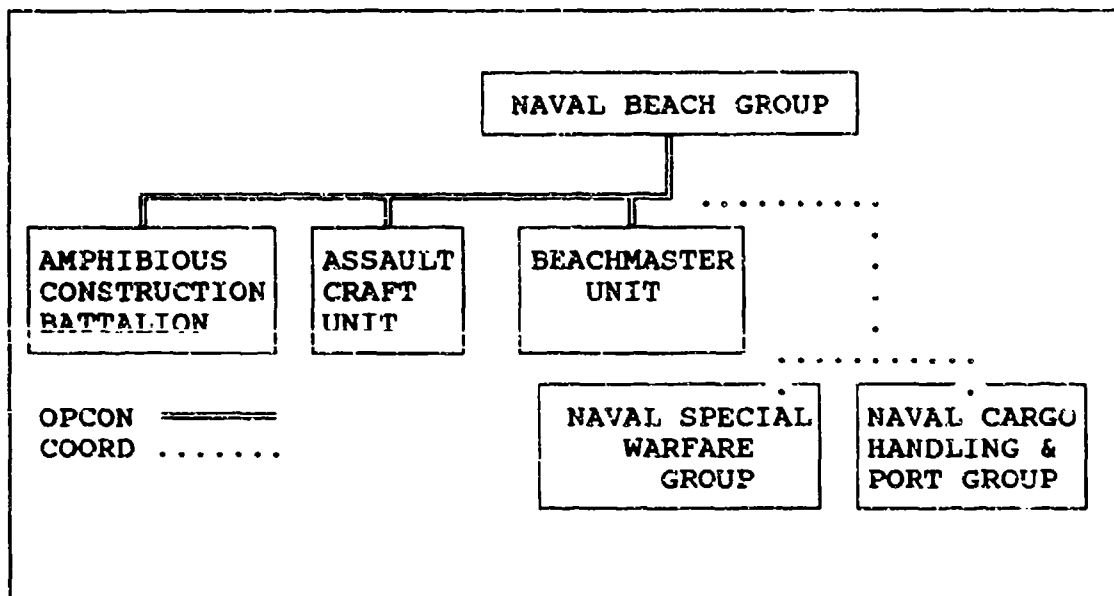 NAVAL BEACH GROUP
AMPHIBIOUS
CONSTRUCTION
BATTALION
ASSAULT
CRAFT
UNIT
BEACHMASTER
UNIT
OPCON
COORD
NAVAL SPECIAL
WARFARE
GROUP
NAVAL CARGO
HANDLING &
PORT GROUP